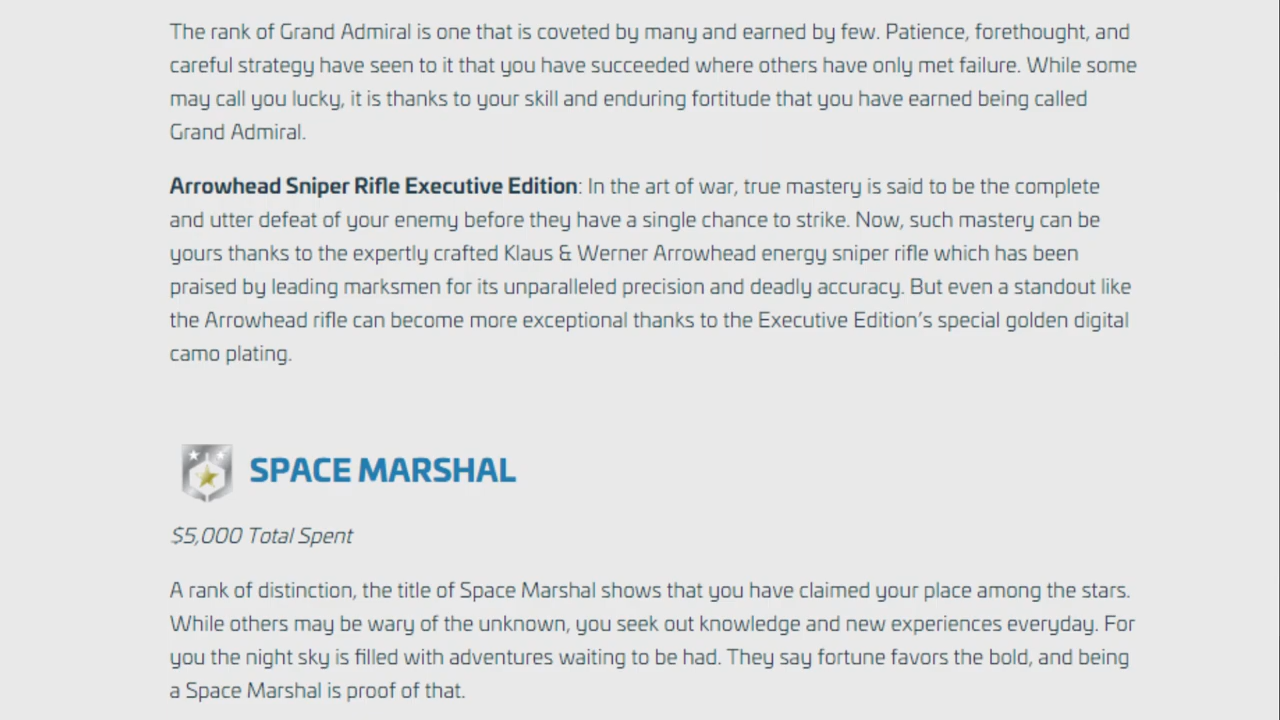 The rank of Grand Admiral is one that is coveted by many and earned by few. Patience, forethought, and
careful strategy have seen to it that you have succeeded where others have only met failure. While some
may call you lucky, it is thanks to your skill and enduring fortitude that you have earned being called
Grand Admiral.
Arrowhead Sniper Rifle Executive Edition: In the art of war, true mastery is said to be the complete
and utter defeat of your enemy before they have a single chance to strike. Now, such mastery can be
yours thanks to the expertly crafted Klaus & Werner Arrowhead energy sniper rifle which has been
praised by leading marksmen for its unparalleled precision and deadly accuracy. But even a standout like
the Arrowhead rifle can become more exceptional thanks to the Executive Edition's special golden digital
camo plating.
SPACE MARSHAL
$5,000 Total Spent
A rank of distinction, the title of Space Marshal shows that you have claimed your place among the stars.
While others may be wary of the unknown, you seek out knowledge and new experiences everyday. For
you the night sky is filled with adventures waiting to be had. They say fortune favors the bold, and being
a Space Marshal is proof of that.